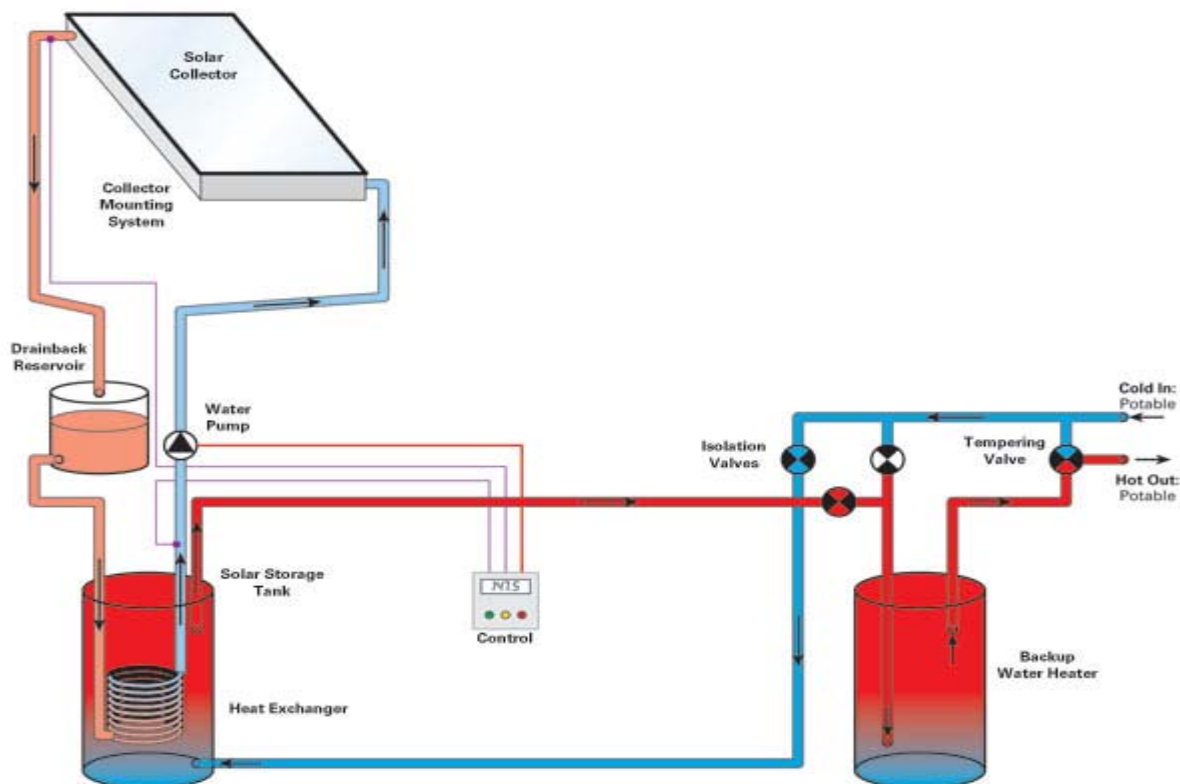 Solar
Collector
Collector
Mounting
System
Drainback
Reservoir
Water
Pump
Cold In:
Potable
Isolation
Valves
Tempering
Valve
Hot Out:
Potable
Solar Storage
Tank
Control
Backup
Water Heater
Heat Exchanger